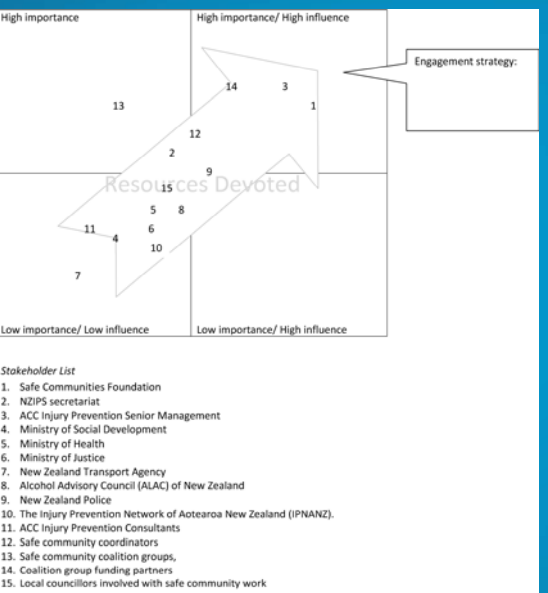 High importance
High importance/ High influence
Engagement strategy:
14
3
13
1
12
2
9
Resources Devoted
15
5
8
11
6
4
10
7
Low importance/ Low influence
Low importance/ High influence
Stakeholder List
1. Safe Communities Foundation
2. NZIPS secretariat
3. ACC Injury Prevention Senior Management
4. Ministry of Social Development
5. Ministry of Health
6. Ministry of Justice
7. New Zealand Transport Agency
8. Alcohol Advisory Council (ALAC) of New Zealand
9. New Zealand Police
10. The Injury Prevention Network of Aotearoa New Zealand (IPNANZ).
11. ACC Injury Prevention Consultants
12. Safe community coordinators
13. Safe community coalition groups,
14. Coalition group funding partners
15. Local councillors involved with safe community work